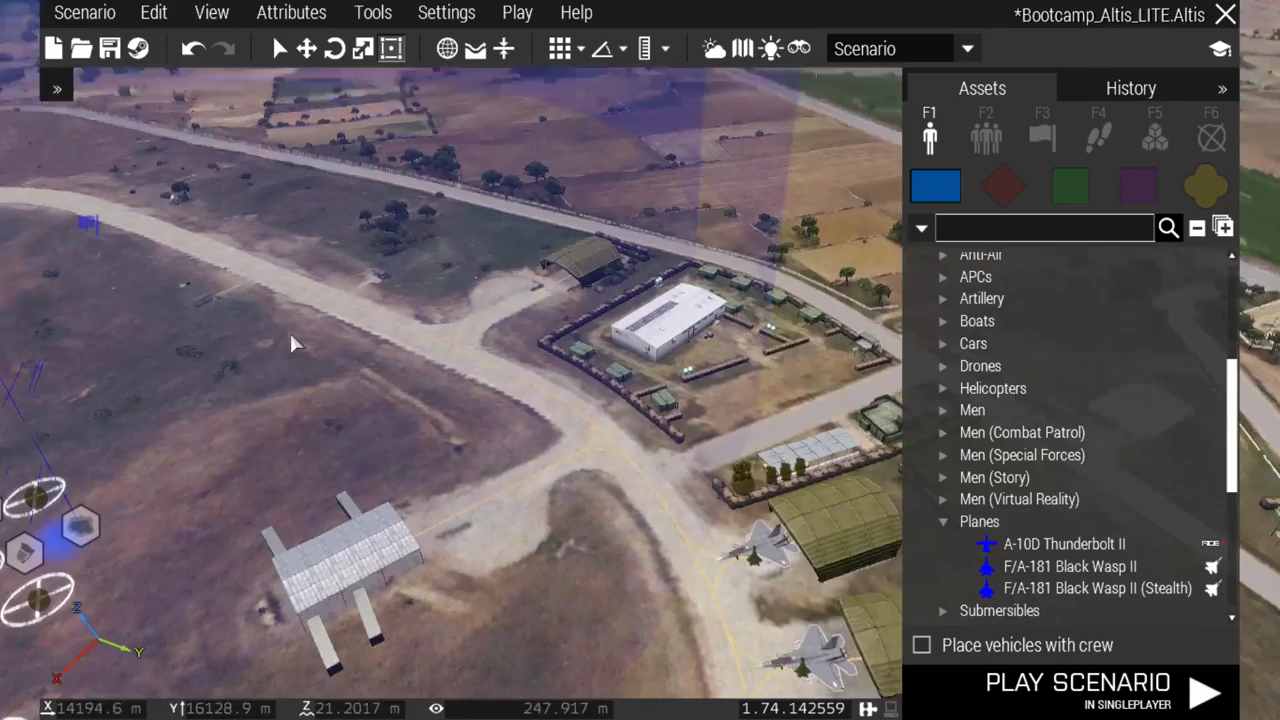 Scenario Edit View Attributes Tools Settings Play Help *Bootcamp_Altis_LITE.Altis
Scenario
Assets History
F1 F2 F3 F4 F5 F6
Anti-Air
APCs
Artillery
Boats
Cars
Drones
Helicopters
Men
Men (Combat Patrol)
Men (Special Forces)
Men (Story)
Men (Virtual Reality)
Planes
A-10D Thunderbolt II
F/A-181 Black Wasp II
F/A-181 Black Wasp II (Stealth)
Submersibles
Place vehicles with crew
PLAY SCENARIO
IN SINGLEPLAYER
Z
Y
X
X 14194.6 m Y 16128.9 m Z 21.2017 m 247.917 m 1.74.142559